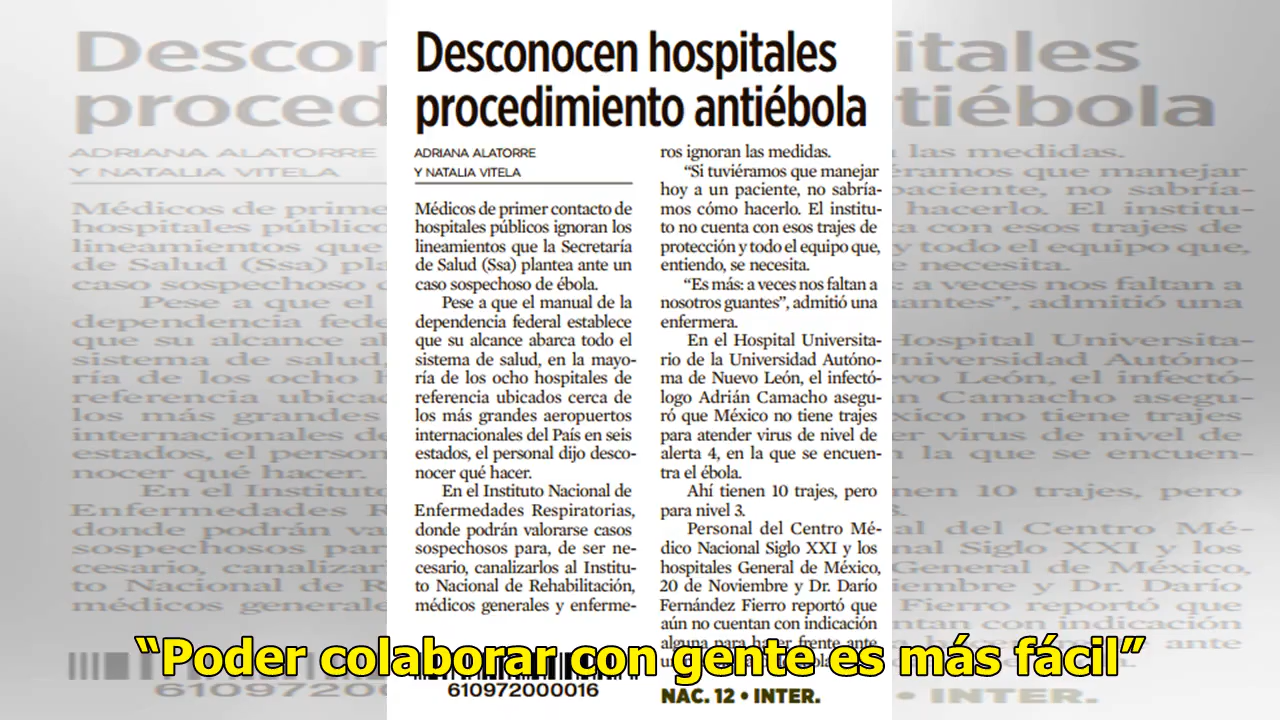 Desconocen hospitales
procedimiento antiébola
ADRIANA ALATORRE
Y NATALIA VITELA
Médicos de primer contacto de
hospitales públicos ignoran los
lineamientos que la Secretaría
de Salud (Ssa) plantea ante un
caso sospechoso de ébola.
Pese a que el manual de la
dependencia federal establece
que su alcance abarca todo el
sistema de salud, en la mayo-
ría de los ocho hospitales de
referencia ubicados cerca de
los más grandes aeropuertos
internacionales del País en seis
estados, el personal dijo desco-
nocer qué hacer.
En el Instituto Nacional de
Enfermedades Respiratorias,
donde podrán valorarse casos
sospechosos para, de ser ne-
cesario, canalizarlos al Institu-
to Nacional de Rehabilitación,
médicos generales y enferme-
ros ignoran las medidas.
“Si tuviéramos que manejar
hoy a un paciente, no sabría-
mos cómo hacerlo. El institu-
to no cuenta con esos trajes de
protección y todo el equipo que,
entiendo, se necesita.
“Es más: a veces nos faltan a
nosotros guantes”, admitió una
enfermera.
En el Hospital Universita-
rio de la Universidad Autóno-
ma de Nuevo León, el infectó-
logo Adrián Camacho asegu-
ró que México no tiene trajes
para atender virus de nivel de
alerta 4, en la que se encuen-
tra el ébola.
Ahí tienen 10 trajes, pero
para nivel 3.
Personal del Centro Mé-
dico Nacional Siglo XXI y los
hospitales General de México,
20 de Noviembre y Dr. Darío
Fernández Fierro reportó que
aún no cuentan con indicación
alguna para hacer frente ante
“Poder colaborar con gente es más fácil”
610972000016
NAC. 12 • INTER.